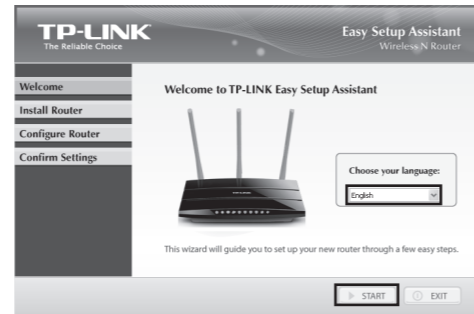 TP-LINK
The Reliable Choice
Easy Setup Assistant
Wireless N Router
Welcome
Install Router
Configure Router
Confirm Settings
Welcome to TP-LINK Easy Setup Assistant
TP-LINK
Choose your language:
English
This wizard will guide you to set up your new router through a few easy steps.
START
EXIT